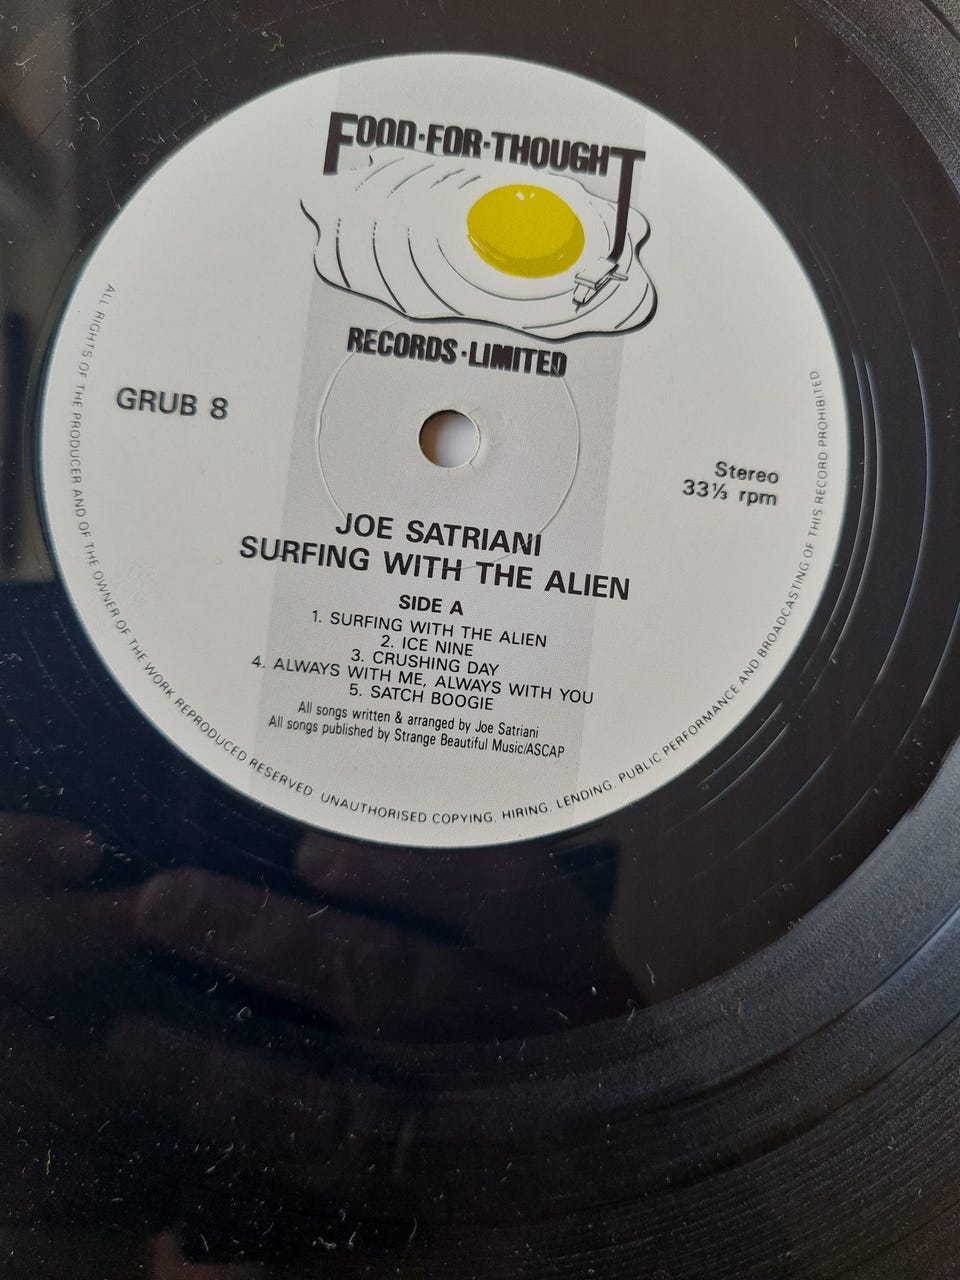 FOOD·FOR·THOUGHT
RECORDS·LIMITED
GRUB 8
Stereo
33⅓ rpm
JOE SATRIANI
SURFING WITH THE ALIEN
SIDE A
1. SURFING WITH THE ALIEN
2. ICE NINE
3. CRUSHING DAY
4. ALWAYS WITH ME, ALWAYS WITH YOU
5. SATCH BOOGIE
All songs written & arranged by Joe Satriani
All songs published by Strange Beautiful Music/ASCAP
ALL RIGHTS OF THE PRODUCER AND OF THE OWNER OF THE WORK REPRODUCED RESERVED. UNAUTHORISED COPYING, HIRING, LENDING, PUBLIC PERFORMANCE AND BROADCASTING OF THIS RECORD PROHIBITED